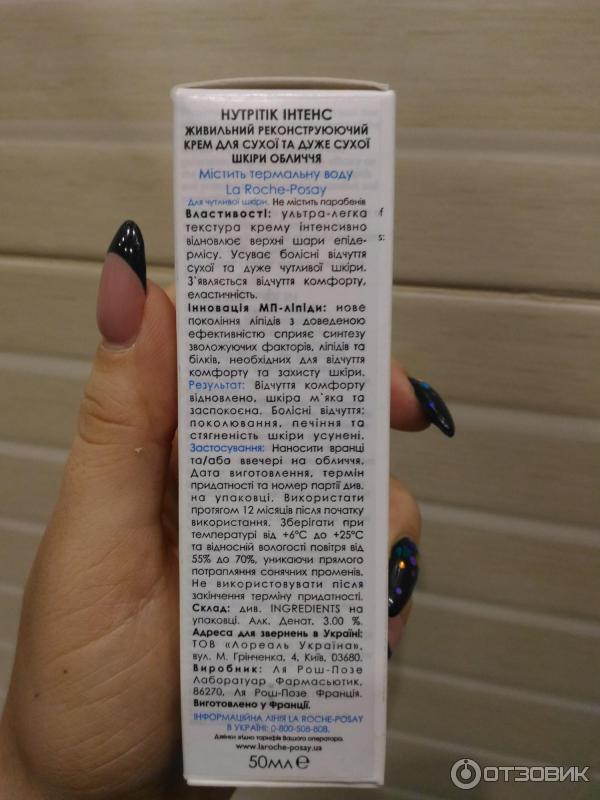 НУТРІТІК ІНТЕНС
ЖИВИЛЬНИЙ РЕКОНСТРУЮЮЧИЙ
КРЕМ ДЛЯ СУХОЇ ТА ДУЖЕ СУХОЇ
ШКІРИ ОБЛИЧЧЯ
Містить термальну воду
La Roche-Posay
Для чутливої шкіри. Не містить парабенів
Властивості: ультра-легка
текстура крему інтенсивно
відновлює верхні шари епідер-
місу. Усуває болісні відчуття
сухої та дуже чутливої шкіри.
З`являється відчуття комфорту,
еластичність.
Інновація МП-ліпіди: нове
покоління ліпідів з доведеною
ефективністю сприяє синтезу
зволожуючих факторів, ліпідів та
білків, необхідних для відчуття
комфорту та захисту шкіри.
Результат: Відчуття комфорту
відновлено, шкіра м`яка та
заспокоєна. Болісні відчуття:
поколювання, печіння та
стягненість шкіри усунені.
Застосування: Наносити вранці
та/або ввечері на обличчя.
Дата виготовлення, термін
придатності та номер партії див.
на упаковці. Використати
протягом 12 місяців після початку
використання. Зберігати при
температурі від +6°С до +25°С
та відносній вологості повітря від
55% до 70%, уникаючи прямого
потрапляння сонячних променів.
Не використовувати після
закінчення терміну придатності.
Склад: див. INGREDIENTS на
упаковці. Алк. Денат. 3.00 %.
Адреса для звернень в Україні:
ТОВ «Лореаль Україна»,
вул. М. Грінченка, 4, Київ, 03680.
Виробник: Ля Рош-Позе
Лабораtуар Фармасьютик,
86270, Ля Рош-Позе Франція.
Виготовлено у Франції.
ІНФОРМАЦІЙНА ЛІНІЯ LA ROCHE-POSAY
В УКРАЇНІ: 0-800-508-808.
Дзвінки згідно тарифів Вашого оператора.
www.laroche-posay.ua
50МЛ ℮
ОТЗОВИК